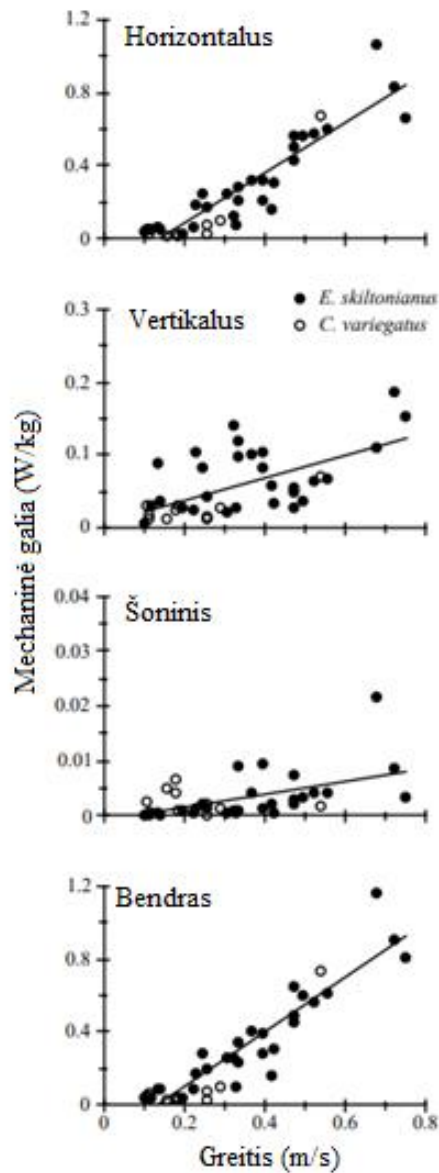 Horizontalus
1.2
0.8
0.4
0
Vertikalus
● E. skiltonianus
○ C. variegatus
0.3
0.2
0.1
0
Mechaninė galia (W/kg)
Šoninis
0.04
0.03
0.02
0.01
0
Bendras
1.2
0.8
0.4
0
0 0.2 0.4 0.6 0.8
Greitis (m/s)